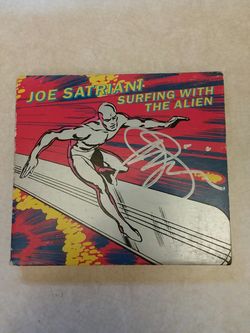 JOE SATRIANI
SURFING WITH
THE ALIEN